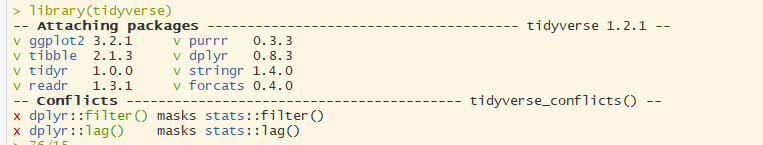 > library(tidyverse)
-- Attaching packages ---------------------------------- tidyverse 1.2.1 --
v ggplot2 3.2.1     v purrr   0.3.3
v tibble  2.1.3     v dplyr   0.8.3
v tidyr   1.0.0     v stringr 1.4.0
v readr   1.3.1     v forcats 0.4.0
-- Conflicts ------------------------------------- tidyverse_conflicts() --
x dplyr::filter() masks stats::filter()
x dplyr::lag()    masks stats::lag()
> 76/15